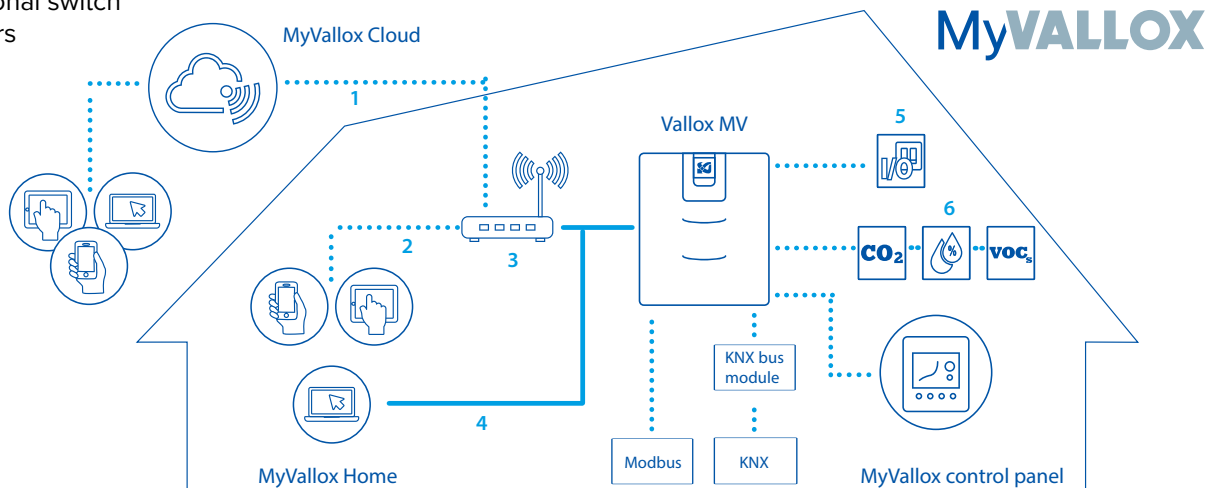 onal switch
rs
MyVALLOX
MyVallox Cloud
1
Vallox MV
5
I/O
6
2
3
CO₂
%
VOCs
KNX bus
module
4
Modbus
KNX
MyVallox Home
MyVallox control panel